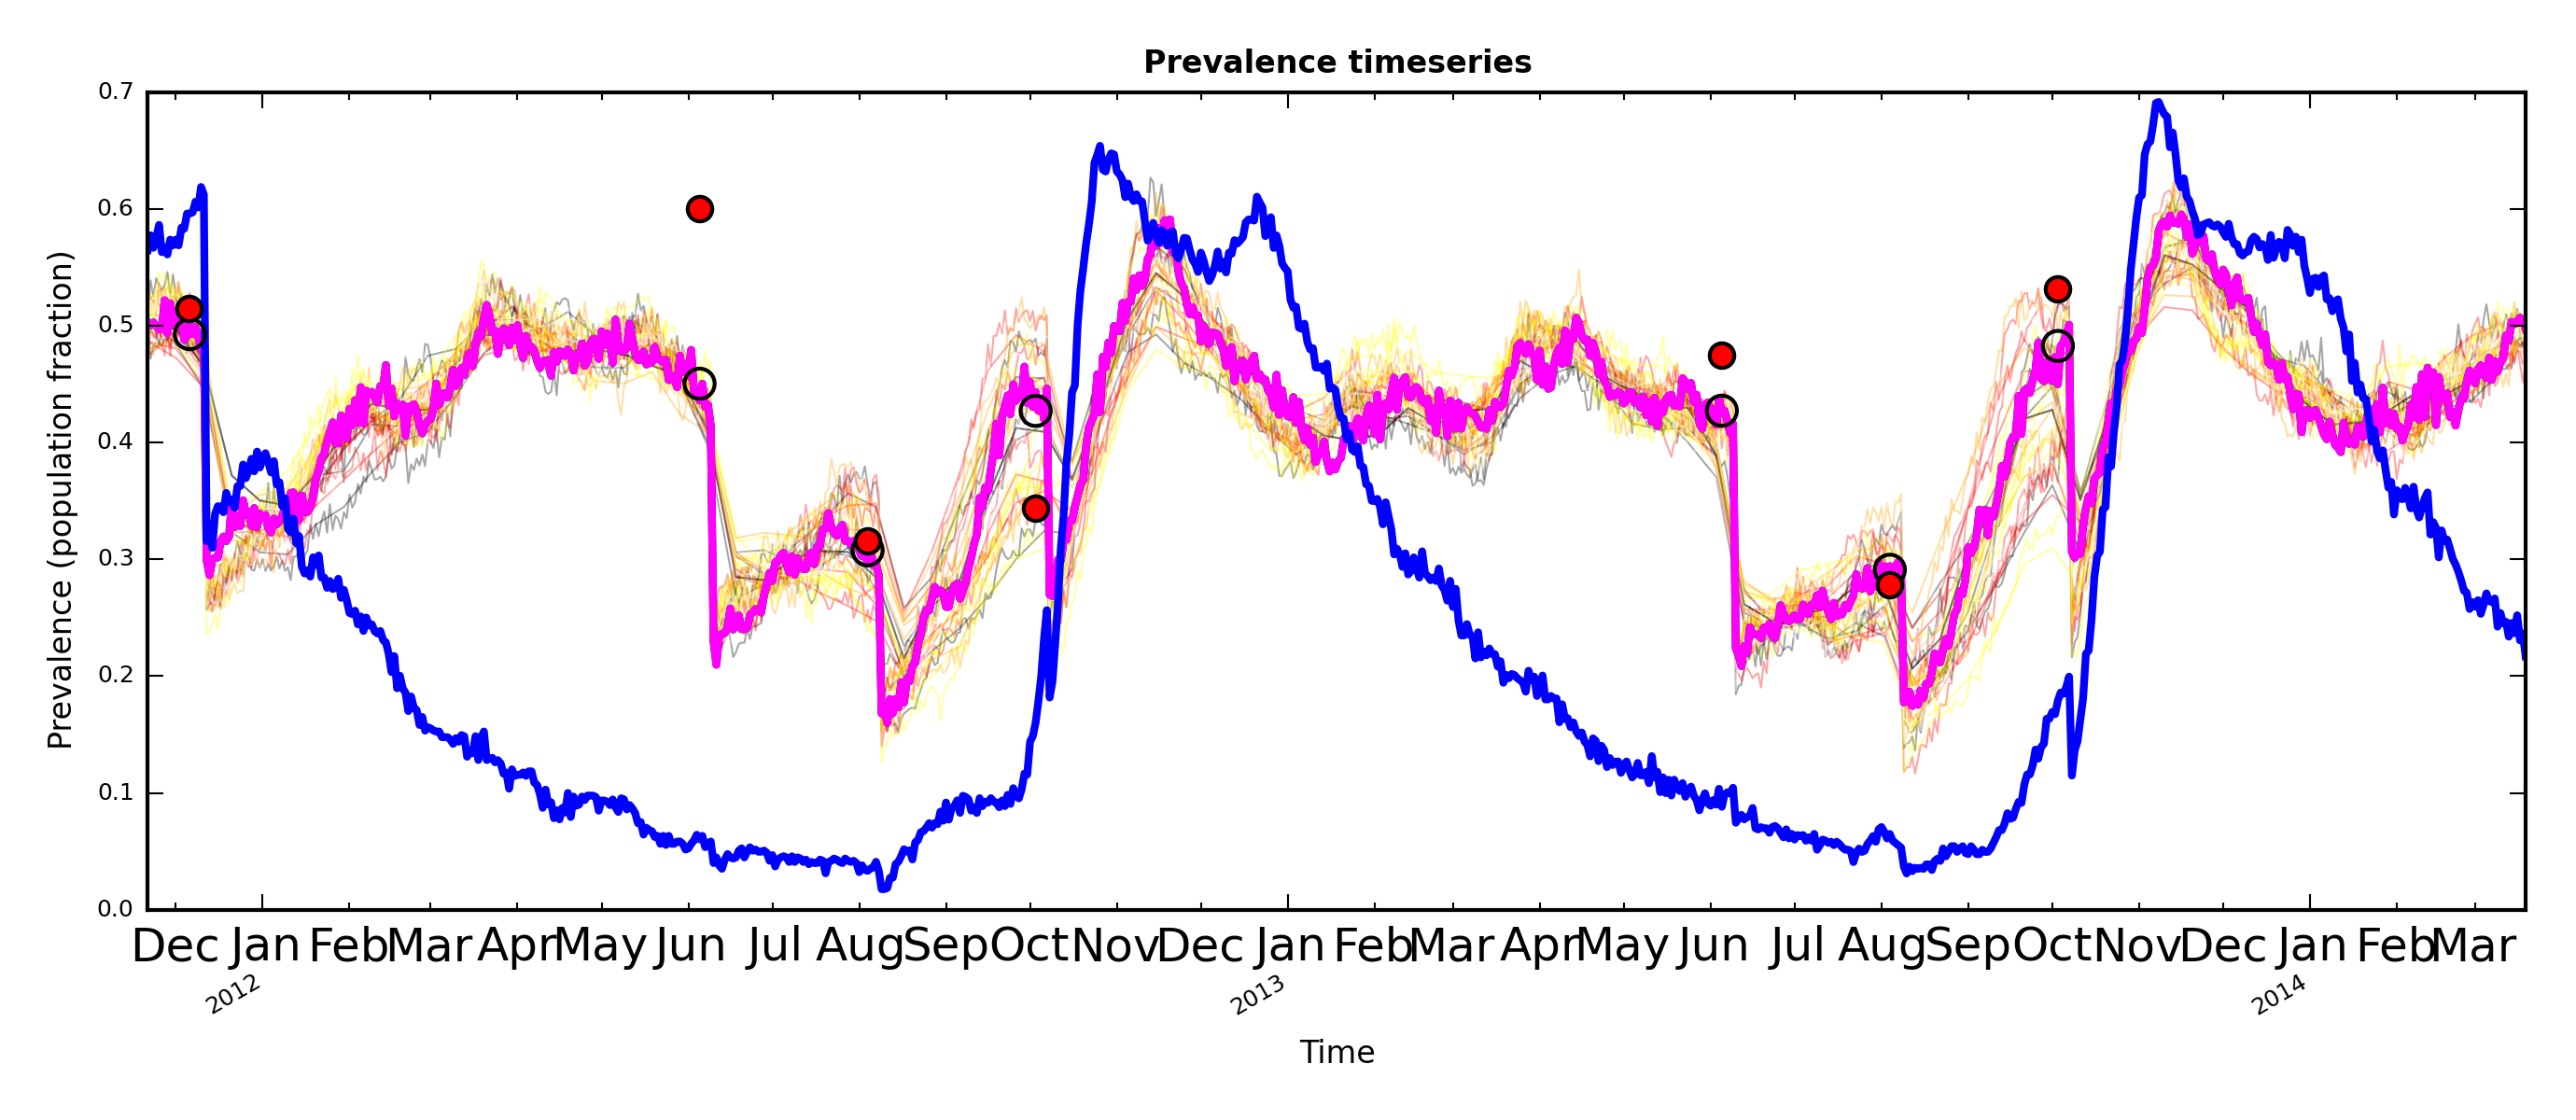 Prevalence timeseries
0.7
0.6
0.5
0.4
0.3
0.2
0.1
0.0
Prevalence (population fraction)
Dec Jan Feb Mar Apr May Jun Jul Aug Sep Oct Nov Dec Jan Feb Mar Apr May Jun Jul Aug Sep Oct Nov Dec Jan Feb Mar
2012 2013 2014
Time